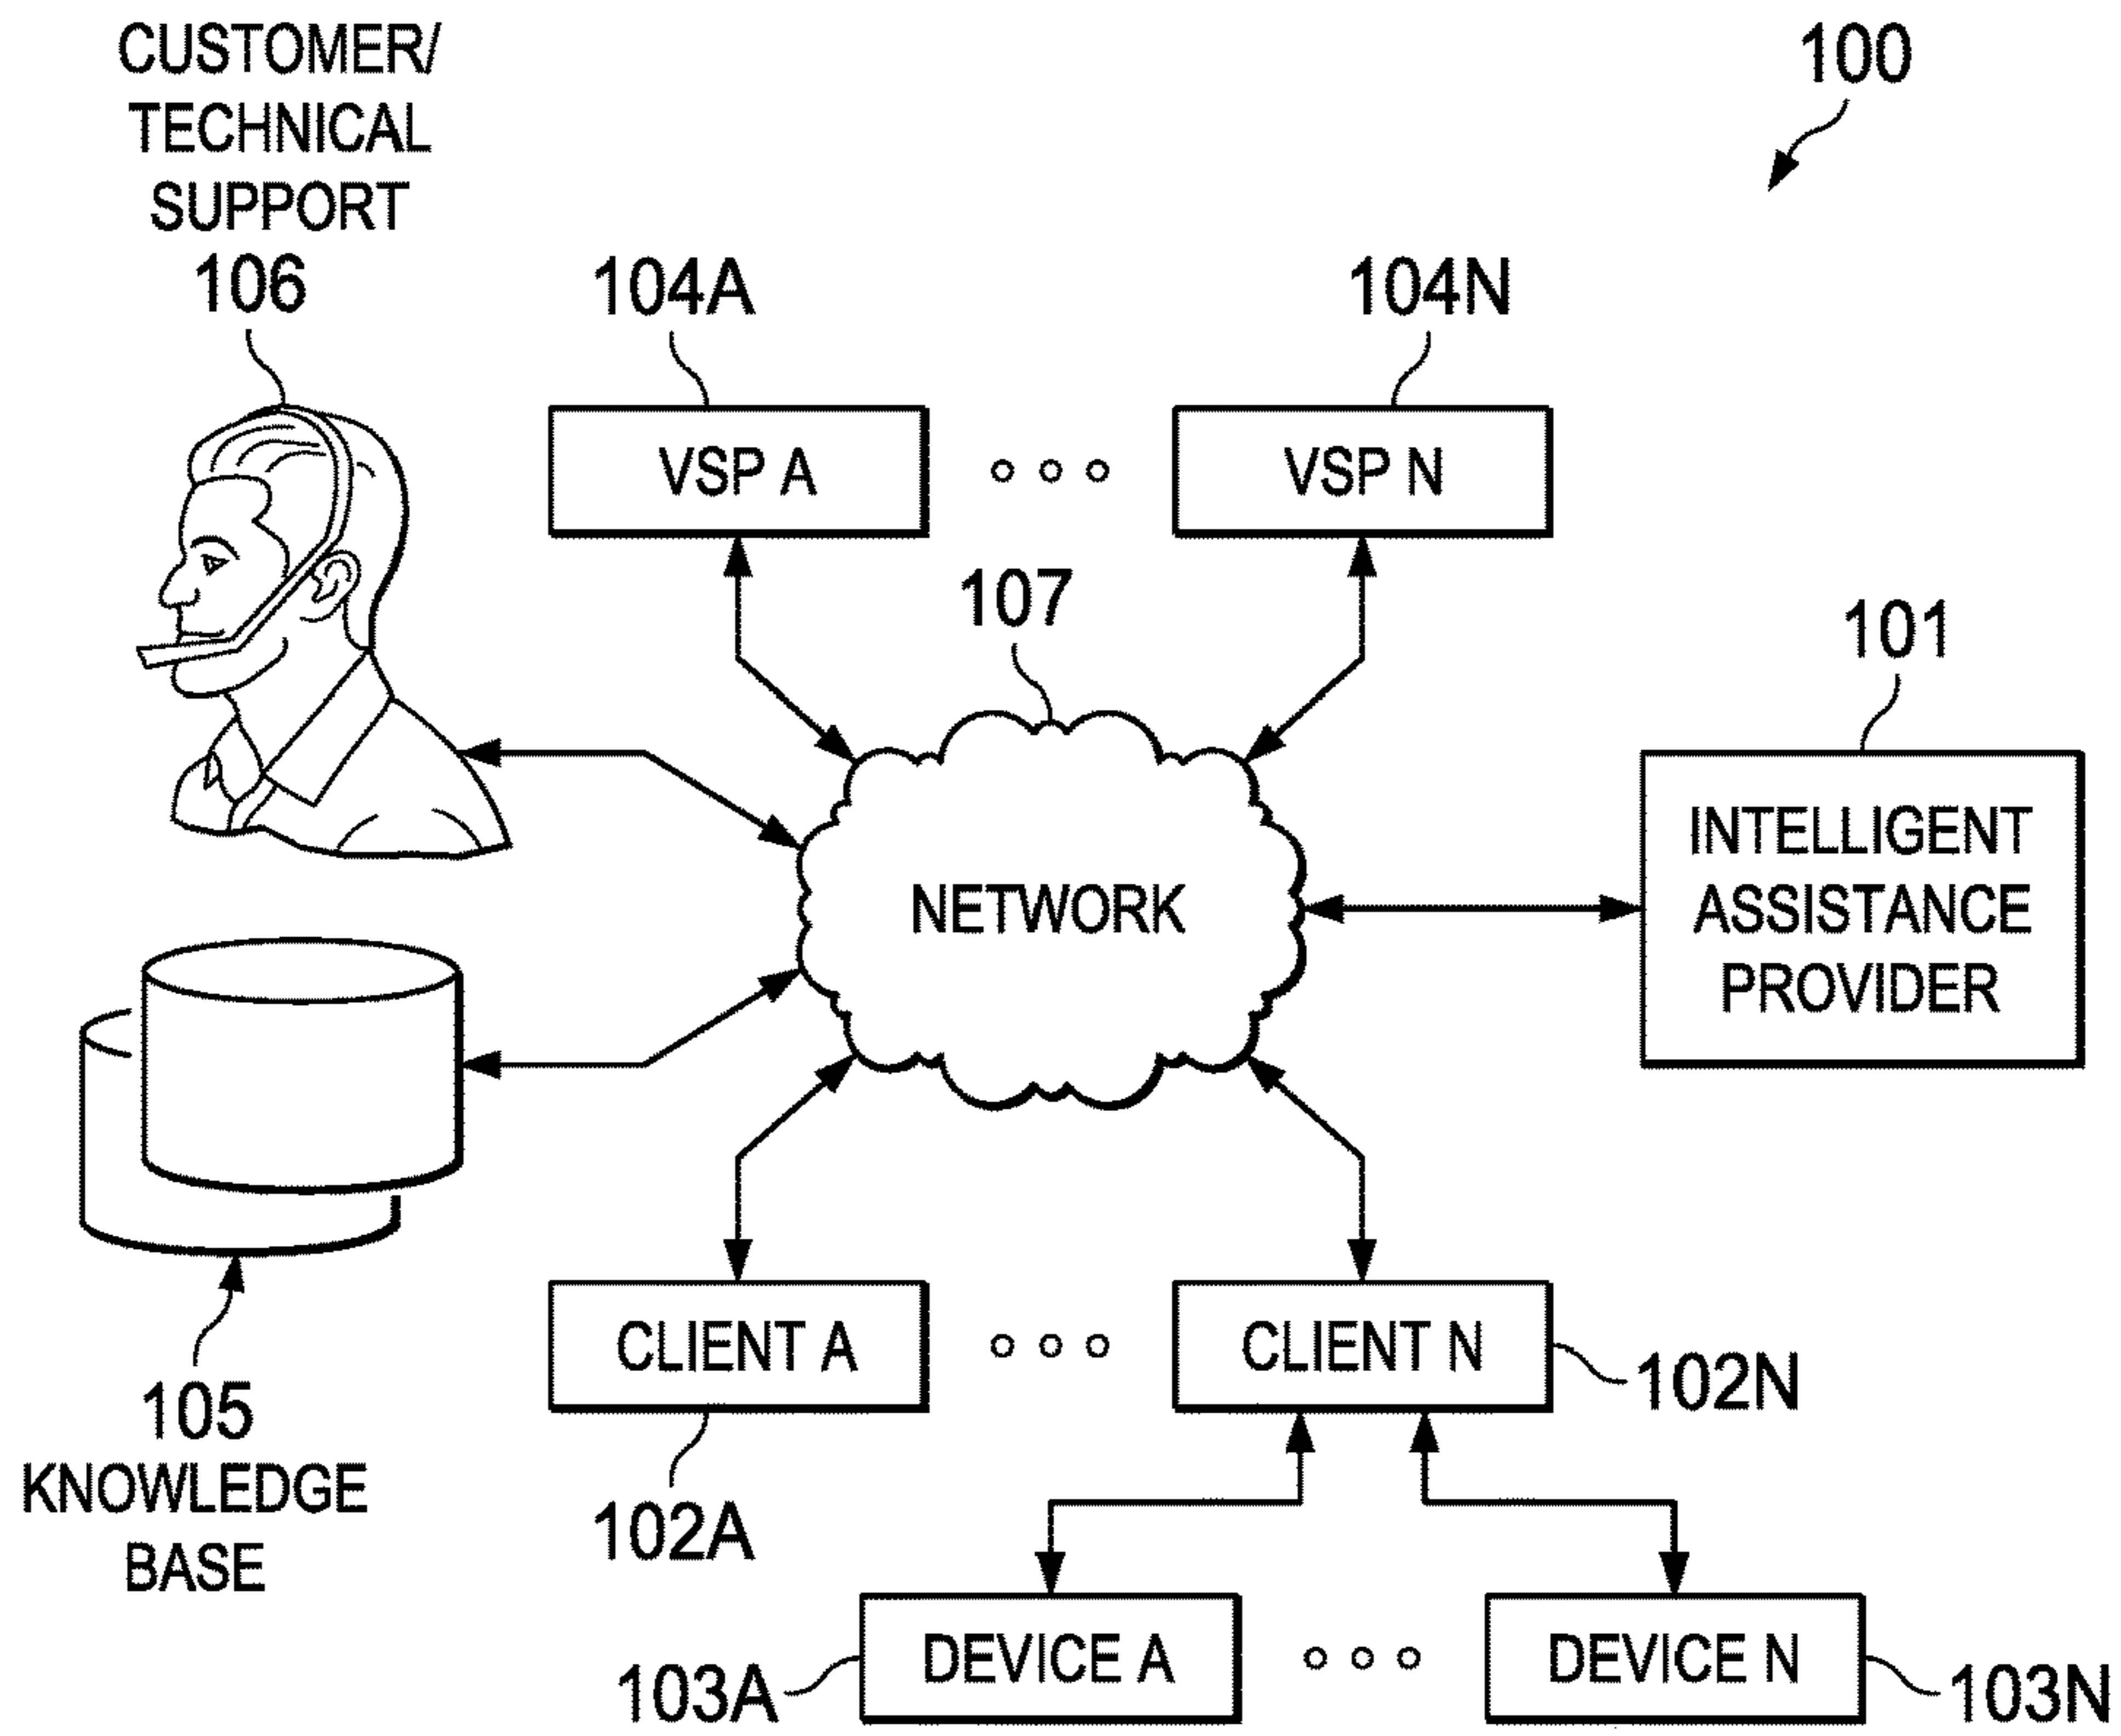 CUSTOMER/
TECHNICAL
SUPPORT
106
100
104A
104N
VSP A
VSP N
107
101
INTELLIGENT
ASSISTANCE
PROVIDER
NETWORK
CLIENT A
CLIENT N
102N
105
KNOWLEDGE
BASE
102A
DEVICE A
DEVICE N
103A
103N